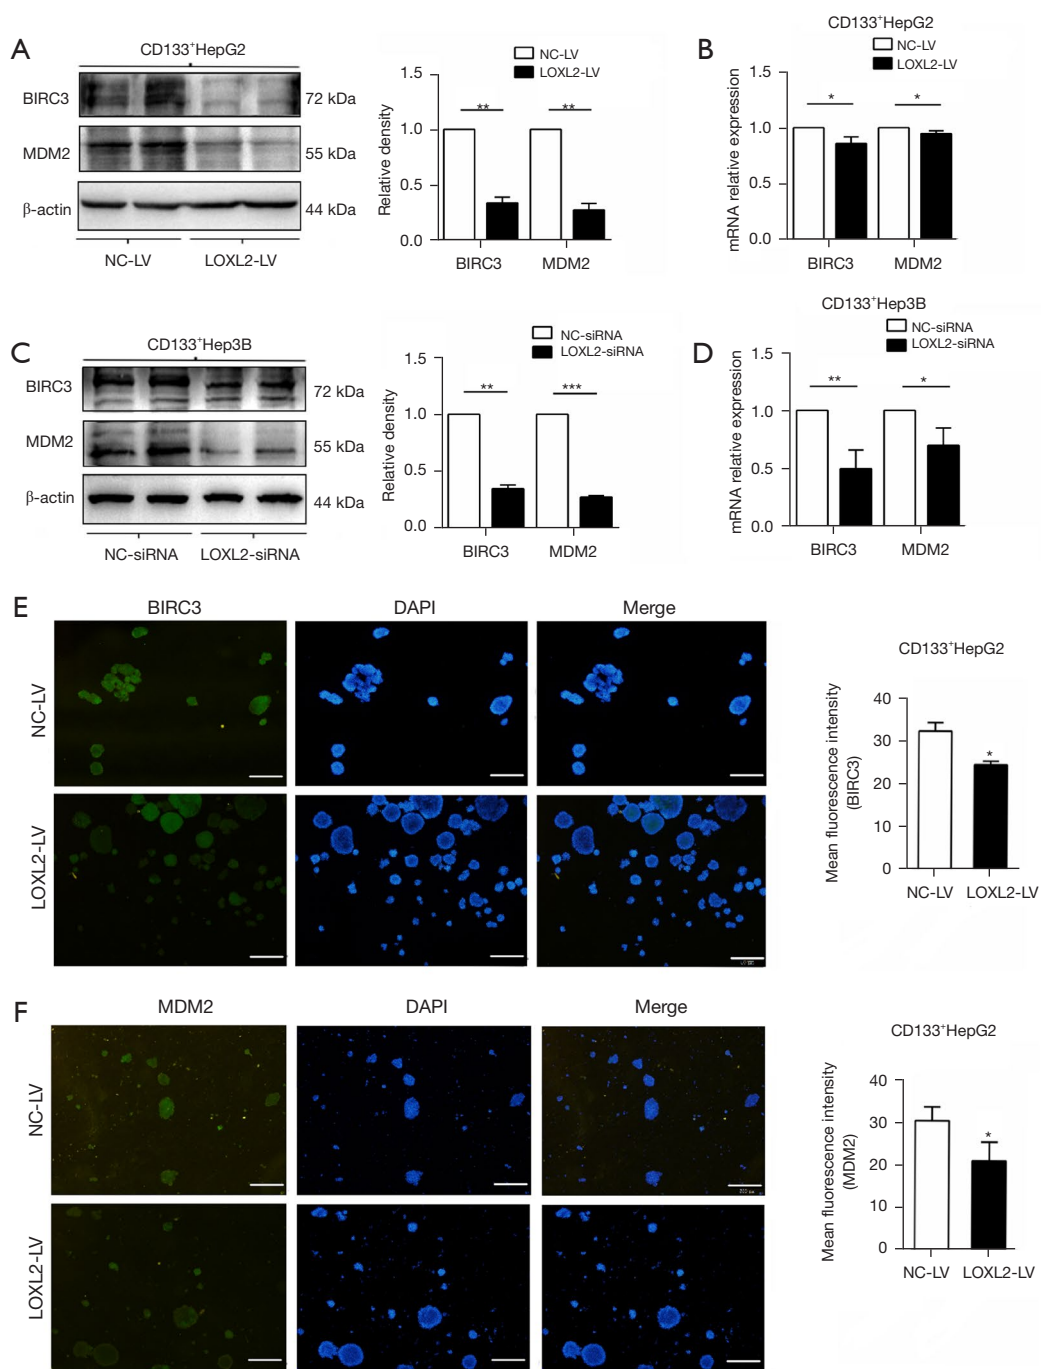 A
CD133+HepG2
BIRC3
72 kDa
MDM2
55 kDa
β-actin
44 kDa
NC-LV
LOXL2-LV
NC-LV
LOXL2-LV
Relative density
1.5
1.0
0.5
0.0
** **
BIRC3 MDM2
B
CD133+HepG2
NC-LV
LOXL2-LV
mRNA relative expression
1.5
1.0
0.5
0.0
* *
BIRC3 MDM2
C
CD133+Hep3B
BIRC3
72 kDa
MDM2
55 kDa
β-actin
44 kDa
NC-siRNA LOXL2-siRNA
NC-siRNA
LOXL2-siRNA
Relative density
1.5
1.0
0.5
0.0
** ***
BIRC3 MDM2
D
CD133+Hep3B
NC-siRNA
LOXL2-siRNA
mRNA relative expression
1.5
1.0
0.5
0.0
** *
BIRC3 MDM2
E
BIRC3 DAPI Merge
NC-LV
LOXL2-LV
CD133+HepG2
Mean fluorescence intensity
(BIRC3)
40
30
20
10
0
*
NC-LV LOXL2-LV
F
MDM2 DAPI Merge
NC-LV
LOXL2-LV
CD133+HepG2
Mean fluorescence intensity
(MDM2)
40
30
20
10
0
*
NC-LV LOXL2-LV